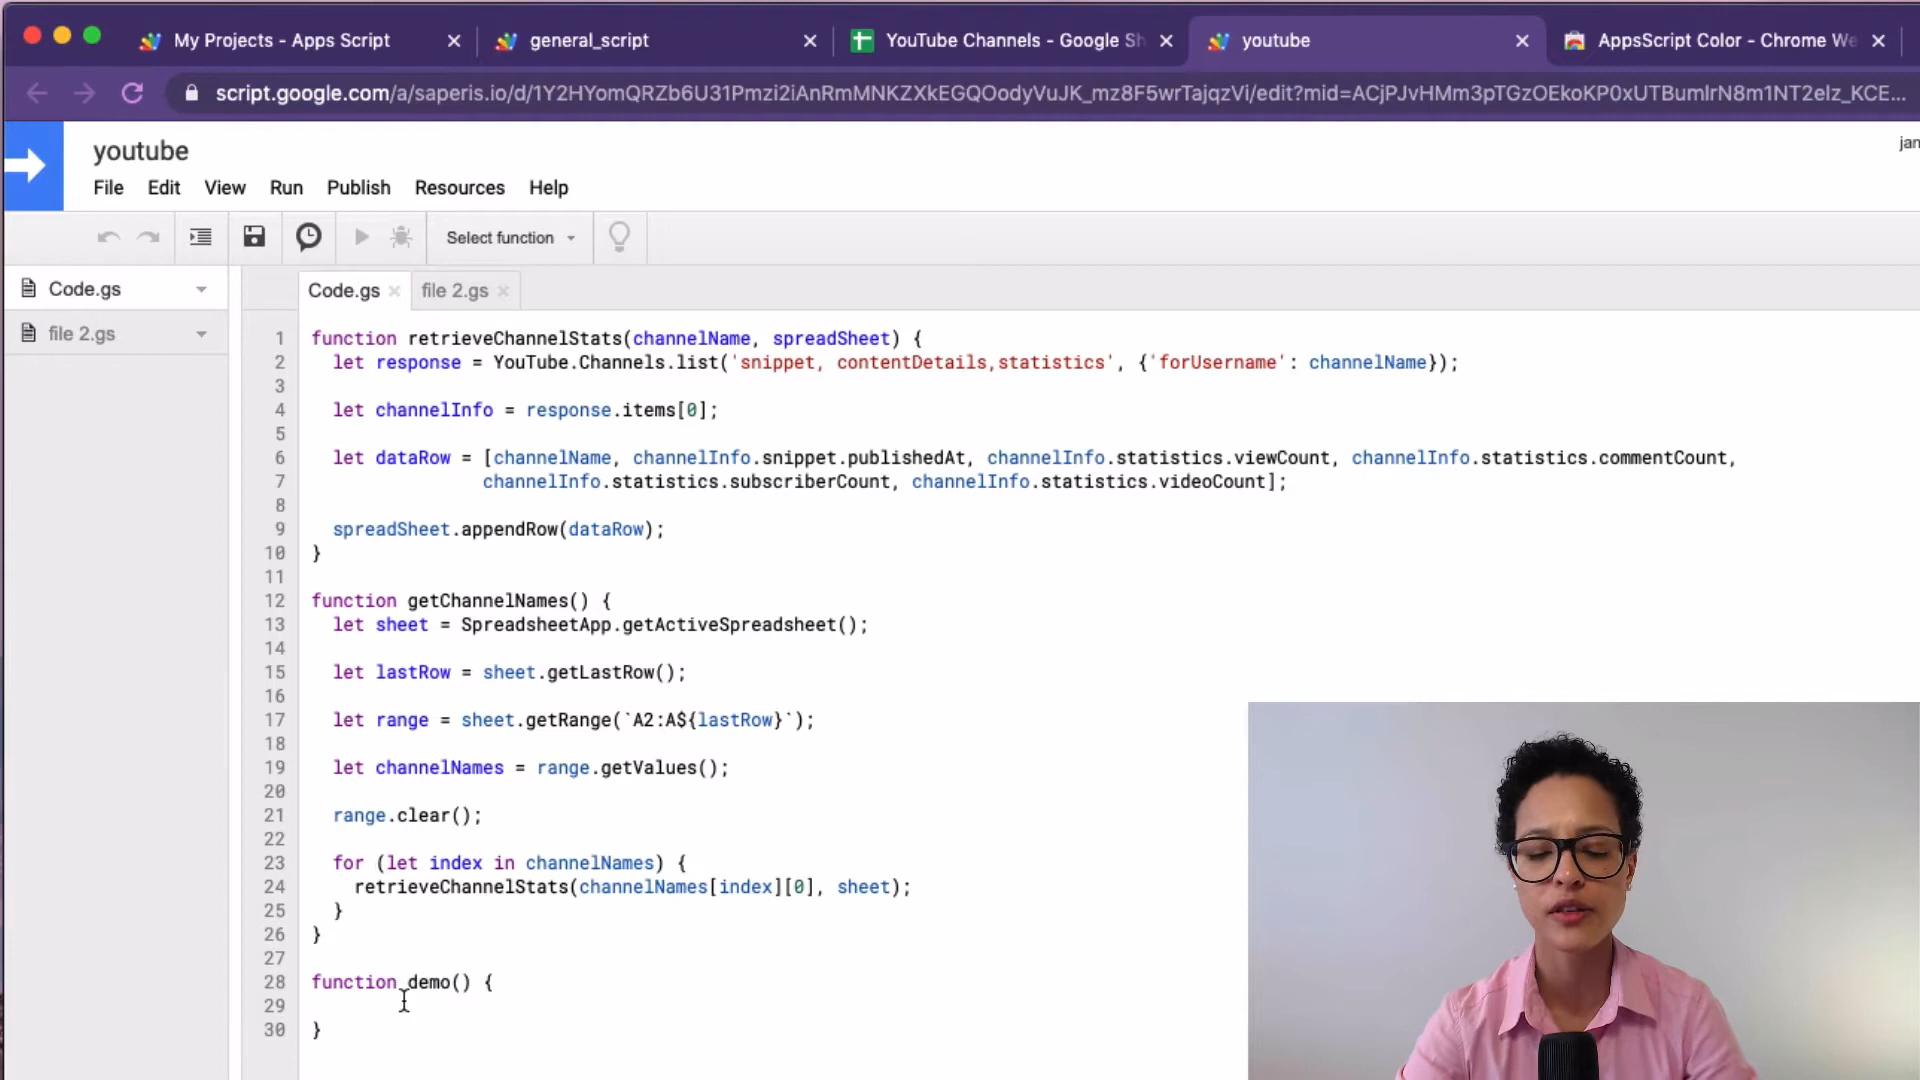 My Projects - Apps Script
general_script
YouTube Channels - Google Sh
youtube
AppsScript Color - Chrome We
script.google.com/a/saperis.io/d/1Y2HYomQRZb6U31Pmzi2iAnRmMNKZXkEGQOodyVuJK_mz8F5wrTajqzVi/edit?mid=ACjPJvHMm3pTGzOEkoKP0xUTBumlrN8m1NT2elz_KCE...
youtube
jan
File Edit View Run Publish Resources Help
Select function
Code.gs
file 2.gs
Code.gs
file 2.gs
1 function retrieveChannelStats(channelName, spreadSheet) {
2 let response = YouTube.Channels.list('snippet, contentDetails,statistics', {'forUsername': channelName});
3
4 let channelInfo = response.items[0];
5
6 let dataRow = [channelName, channelInfo.snippet.publishedAt, channelInfo.statistics.viewCount, channelInfo.statistics.commentCount,
7 channelInfo.statistics.subscriberCount, channelInfo.statistics.videoCount];
8
9 spreadSheet.appendRow(dataRow);
10 }
11
12 function getChannelNames() {
13 let sheet = SpreadsheetApp.getActiveSpreadsheet();
14
15 let lastRow = sheet.getLastRow();
16
17 let range = sheet.getRange(`A2:A${lastRow}`);
18
19 let channelNames = range.getValues();
20
21 range.clear();
22
23 for (let index in channelNames) {
24 retrieveChannelStats(channelNames[index][0], sheet);
25 }
26 }
27
28 function demo() {
29
30 }